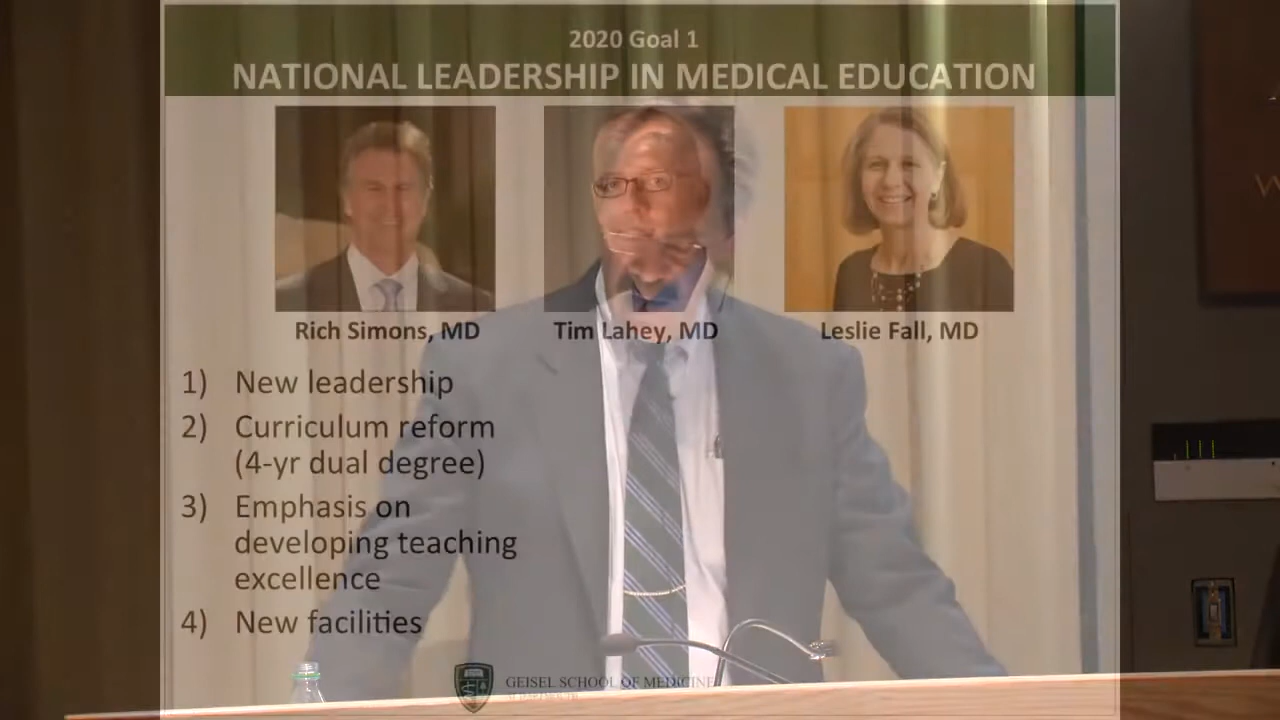 2020 Goal 1
NATIONAL LEADERSHIP IN MEDICAL EDUCATION
Rich Simons, MD
Tim Lahey, MD
Leslie Fall, MD
1) New leadership
2) Curriculum reform
(4-yr dual degree)
3) Emphasis on
developing teaching
excellence
4) New facilities
GEISEL SCHOOL OF MEDICINE